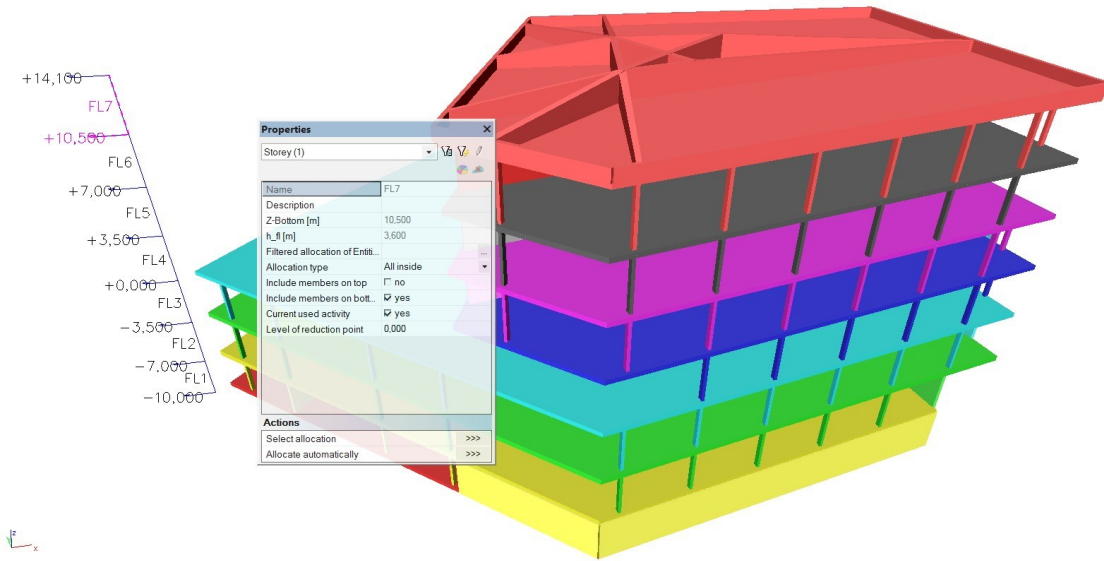 +14,100
FL7
+10,500
FL6
+7,000
FL5
+3,500
FL4
+0,000
FL3
-3,500
FL2
-7,000
FL1
-10,000
Properties
Storey (1)
Name FL7
Description
Z-Bottom [m] 10,500
h_fl [m] 3,600
Filtered allocation of Entiti... ...
Allocation type All inside
Include members on top no
Include members on bott... yes
Current used activity yes
Level of reduction point 0,000
Actions
Select allocation >>>
Allocate automatically >>>
z
Y
x